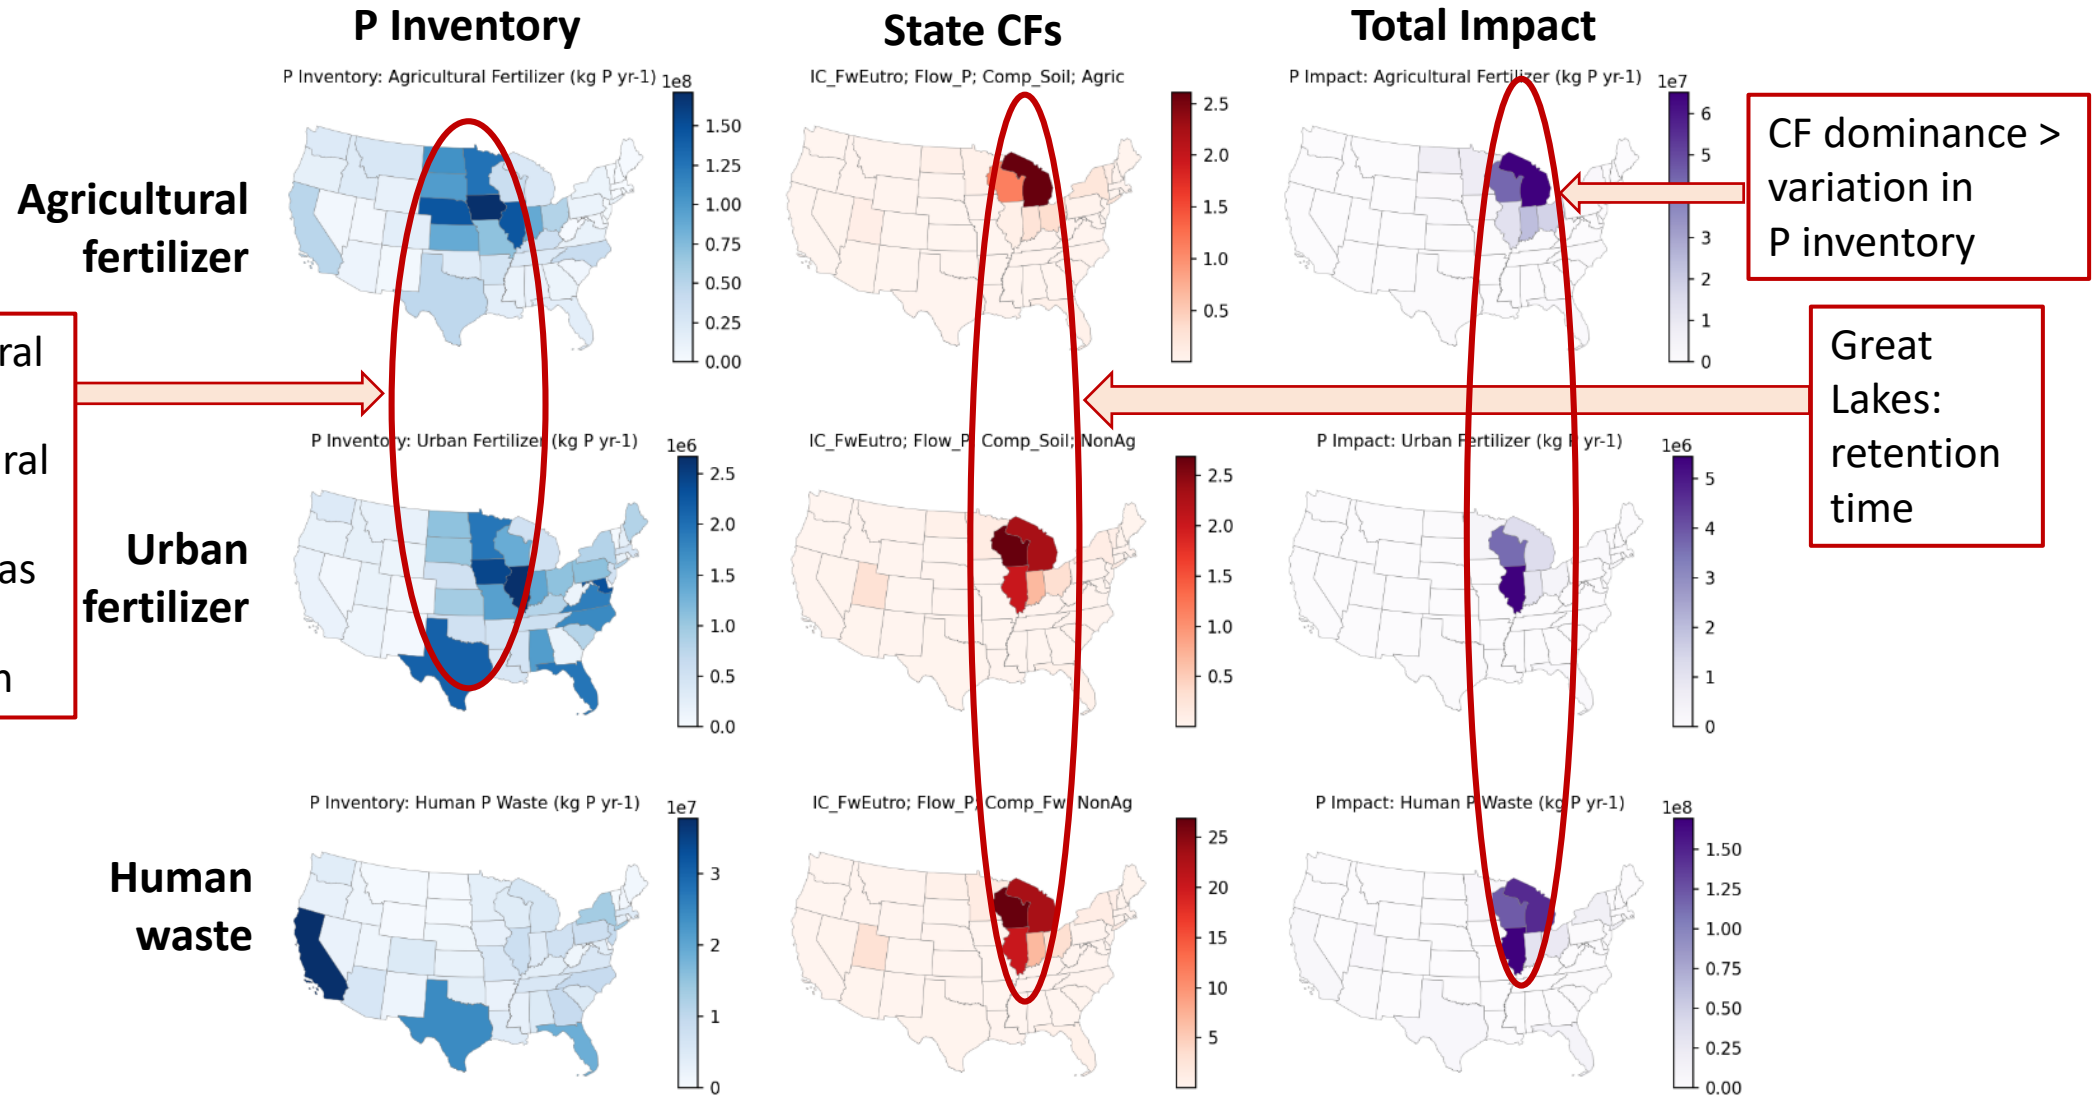 P Inventory
State CFs
Total Impact
P Inventory: Agricultural Fertilizer (kg P yr-1)
1e8
IC_FwEutro; Flow_P; Comp_Soil; Agric
P Impact: Agricultural Fertilizer (kg P yr-1)
1e7
Agricultural
fertilizer
1.50
1.25
1.00
0.75
0.50
0.25
0.00
2.5
2.0
1.5
1.0
0.5
6
5
3
2
1
0
CF dominance >
variation in
P inventory
Great
Lakes:
retention
time
ral
ral
as
n
P Inventory: Urban Fertilizer (kg P yr-1)
1e6
IC_FwEutro; Flow_P; Comp_Soil; NonAg
P Impact: Urban Fertilizer (kg P yr-1)
1e6
Urban
fertilizer
2.5
2.0
1.5
1.0
0.5
0.0
2.5
2.0
1.5
1.0
0.5
5
4
3
2
1
0
P Inventory: Human P Waste (kg P yr-1)
1e7
IC_FwEutro; Flow_P; Comp_Fw; NonAg
P Impact: Human P Waste (kg P yr-1)
1e8
Human
waste
3
2
1
0
25
20
15
10
5
1.50
1.25
1.00
0.75
0.50
0.25
0.00